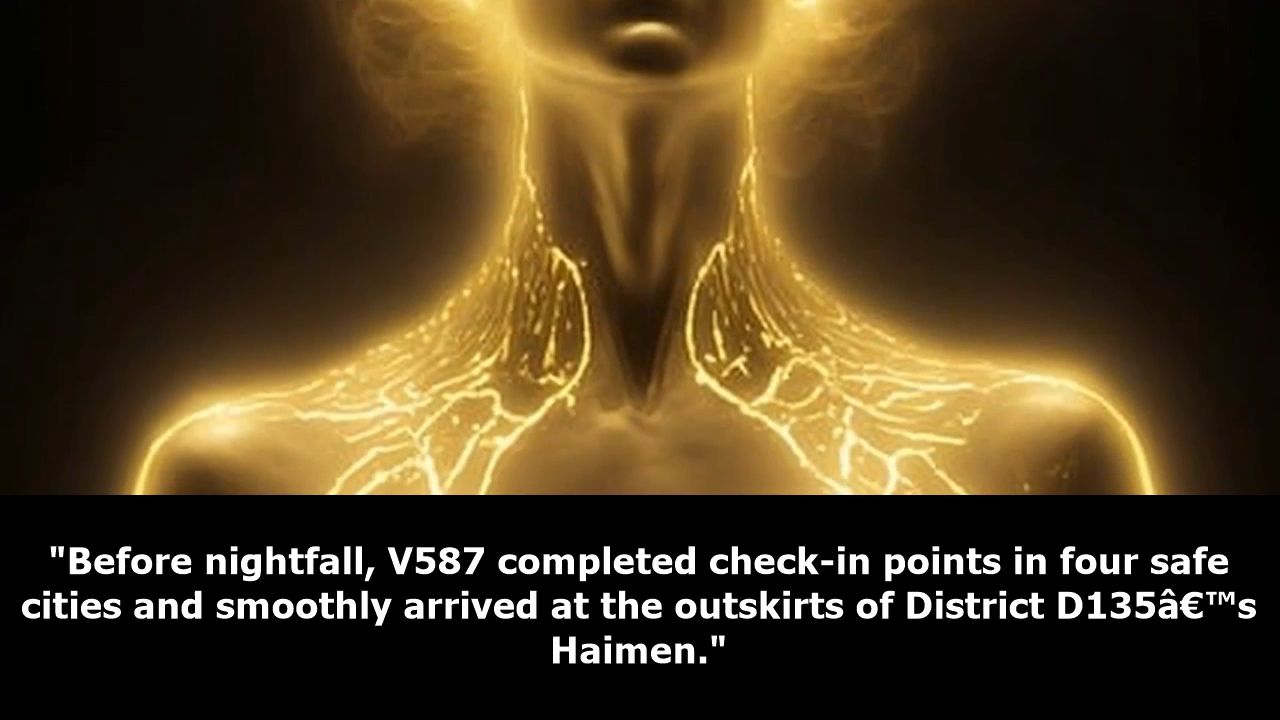 "Before nightfall, V587 completed check-in points in four safe
cities and smoothly arrived at the outskirts of District D135â€™s
Haimen."